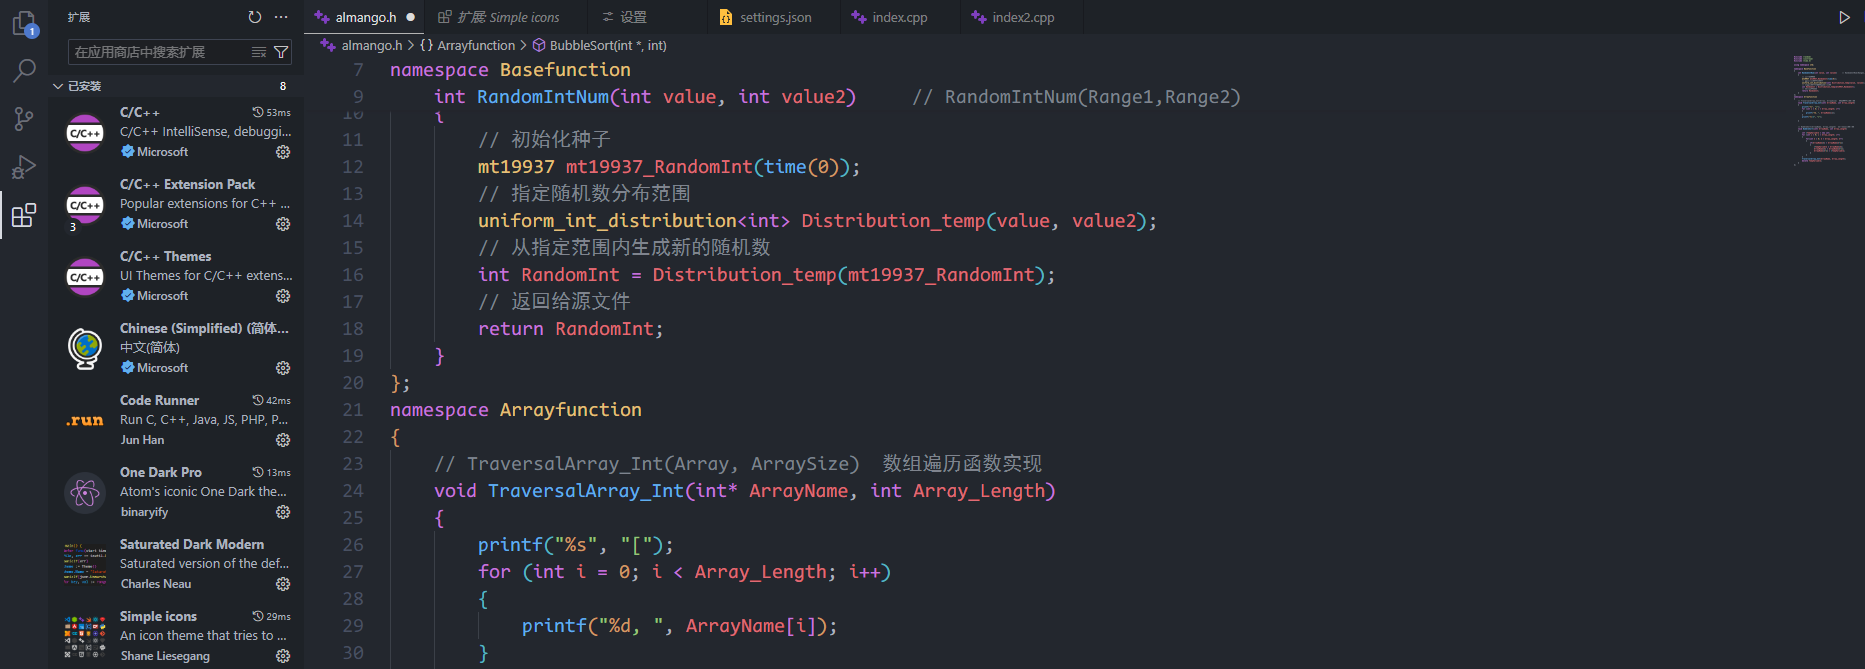 1
扩展
在应用商店中搜索扩展
已安装 8
C/C++ 53ms
C/C++ IntelliSense, debuggi...
Microsoft
C/C++ Extension Pack
Popular extensions for C++ ...
Microsoft
3
C/C++ Themes
UI Themes for C/C++ extens...
Microsoft
Chinese (Simplified) (简体...
中文(简体)
Microsoft
Code Runner 42ms
Run C, C++, Java, JS, PHP, P...
Jun Han
.run
One Dark Pro 13ms
Atom's iconic One Dark the...
binaryify
Saturated Dark Modern
Saturated version of the def...
Charles Neau
Simple icons 29ms
An icon theme that tries to ...
Shane Liesegang
almango.h 扩展: Simple icons 设置 settings.json index.cpp index2.cpp
almango.h > {} Arrayfunction > BubbleSort(int *, int)
7 namespace Basefunction
9 int RandomIntNum(int value, int value2) // RandomIntNum(Range1,Range2)
10 {
11 // 初始化种子
12 mt19937 mt19937_RandomInt(time(0));
13 // 指定随机数分布范围
14 uniform_int_distribution<int> Distribution_temp(value, value2);
15 // 从指定范围内生成新的随机数
16 int RandomInt = Distribution_temp(mt19937_RandomInt);
17 // 返回给源文件
18 return RandomInt;
19 }
20 };
21 namespace Arrayfunction
22 {
23 // TraversalArray_Int(Array, ArraySize) 数组遍历函数实现
24 void TraversalArray_Int(int* ArrayName, int Array_Length)
25 {
26 printf("%s", "[");
27 for (int i = 0; i < Array_Length; i++)
28 {
29 printf("%d, ", ArrayName[i]);
30 }